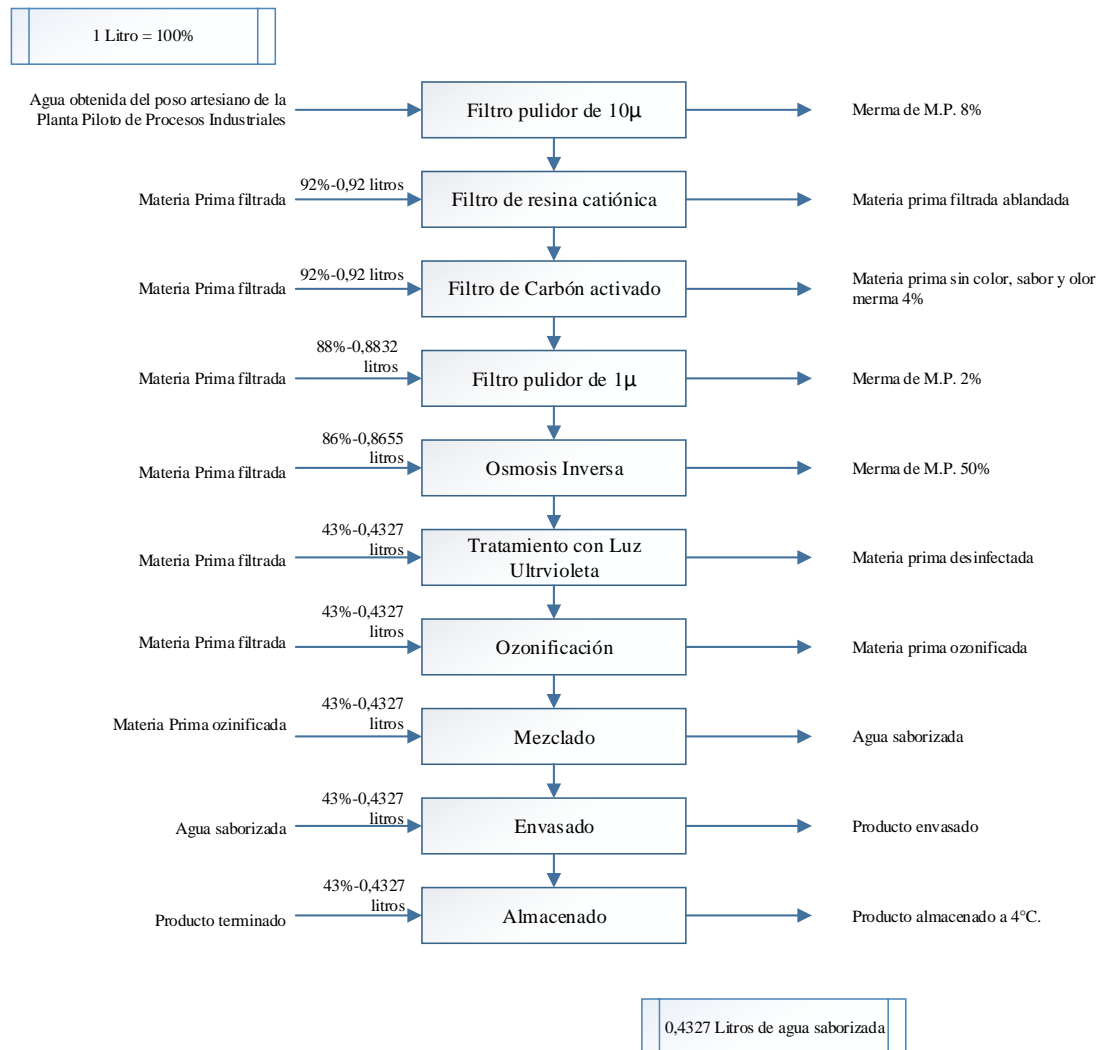 1 Litro = 100%
Agua obtenida del poso artesiano de la
Planta Piloto de Procesos Industriales
Filtro pulidor de 10μ
Merma de M.P. 8%
Materia Prima filtrada
92%-0,92 litros
Filtro de resina catiónica
Materia prima filtrada ablandada
Materia Prima filtrada
92%-0,92 litros
Filtro de Carbón activado
Materia prima sin color, sabor y olor
merma 4%
Materia Prima filtrada
88%-0,8832
litros
Filtro pulidor de 1μ
Merma de M.P. 2%
Materia Prima filtrada
86%-0,8655
litros
Osmosis Inversa
Merma de M.P. 50%
Materia Prima filtrada
43%-0,4327
litros
Tratamiento con Luz
Ultrvioleta
Materia prima desinfectada
Materia Prima filtrada
43%-0,4327
litros
Ozonificación
Materia prima ozonificada
Materia Prima ozinificada
43%-0,4327
litros
Mezclado
Agua saborizada
Agua saborizada
43%-0,4327
litros
Envasado
Producto envasado
Producto terminado
43%-0,4327
litros
Almacenado
Producto almacenado a 4°C.
0,4327 Litros de agua saborizada